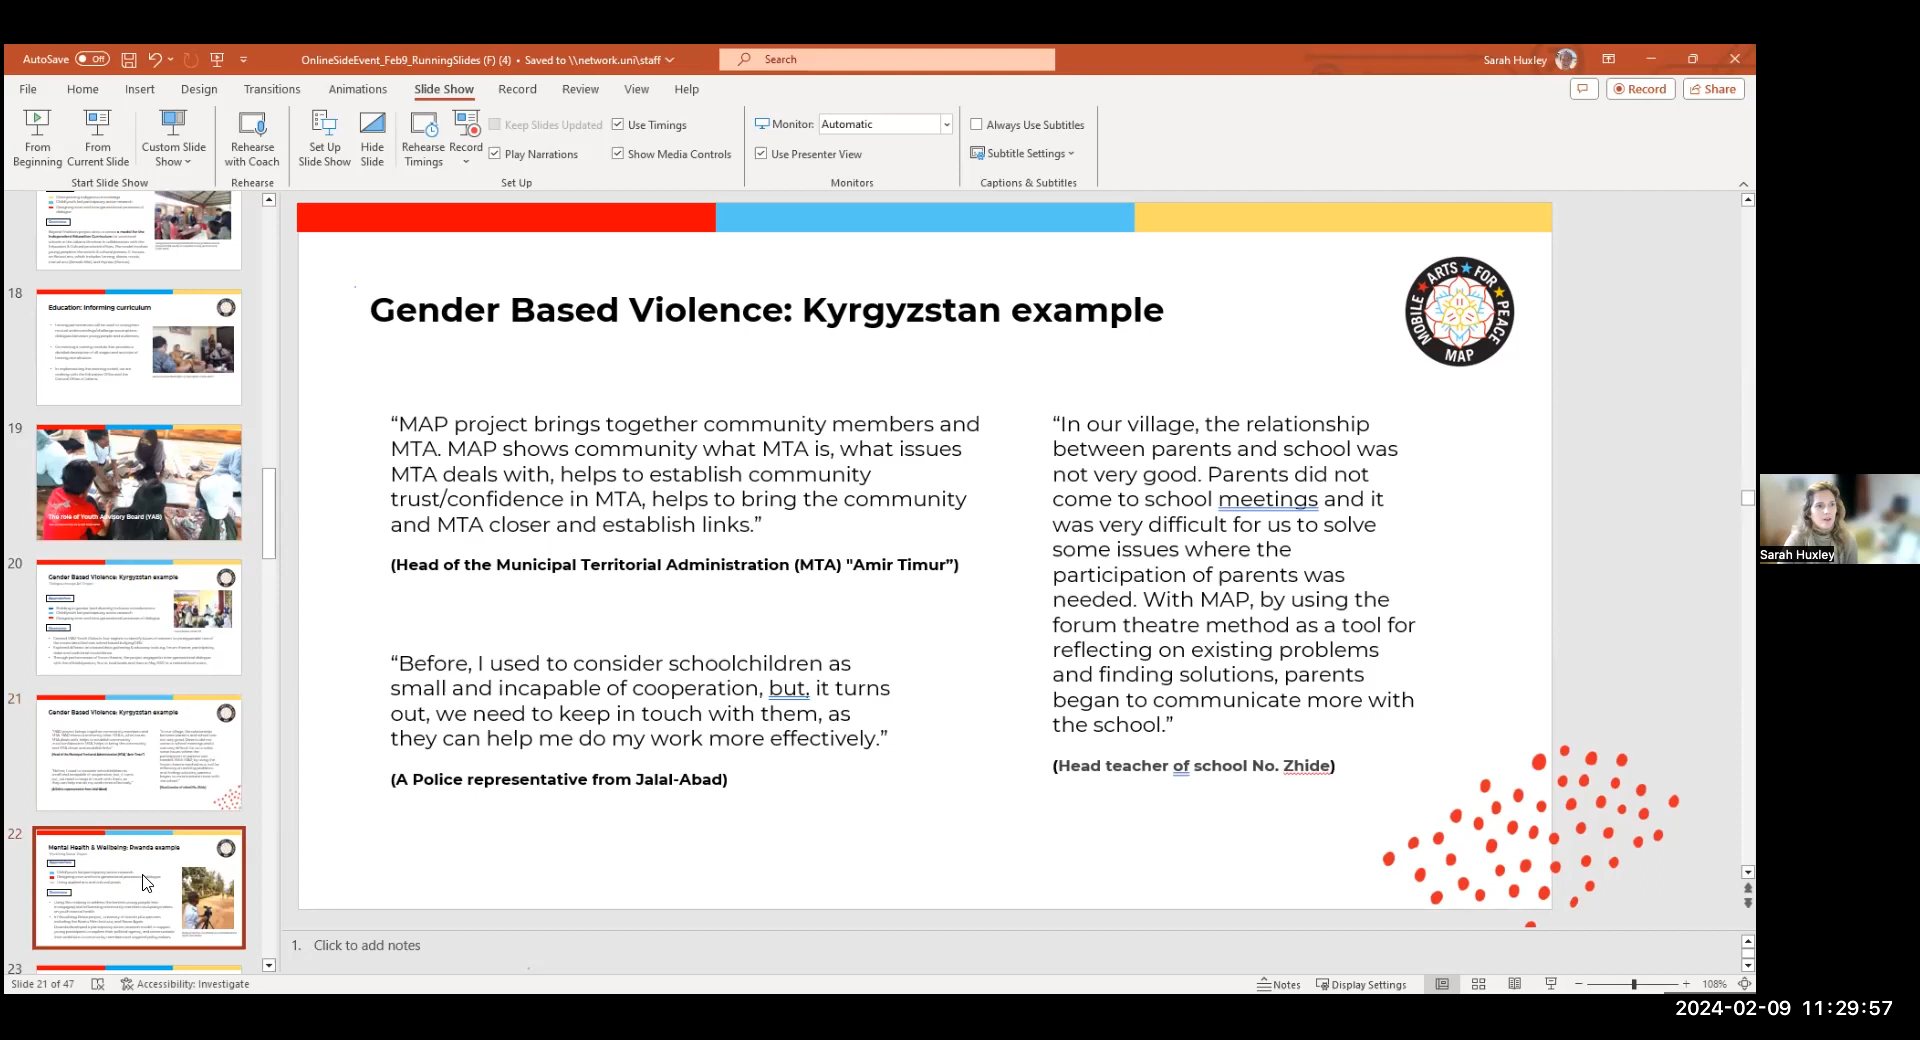 AutoSave Off
OnlineSideEvent_Feb9_RunningSlides (F) (4) • Saved to \\network.uni\staff
Search
Sarah Huxley
File Home Insert Design Transitions Animations Slide Show Record Review View Help
Record
Share
From Beginning
From Current Slide
Custom Slide Show
Start Slide Show
Rehearse with Coach
Rehearse
Set Up Slide Show
Hide Slide
Rehearse Timings
Record
Keep Slides Updated
Use Timings
Play Narrations
Show Media Controls
Set Up
Monitor: Automatic
Use Presenter View
Monitors
Always Use Subtitles
Subtitle Settings
Captions & Subtitles
18
Education: Informing curriculum
19
The role of Youth Advisory Board (YAB)
20
Gender Based Violence: Kyrgyzstan example
21
Gender Based Violence: Kyrgyzstan example
22
Mental Health & Wellbeing: Rwanda example
23
Gender Based Violence: Kyrgyzstan example
MOBILE ARTS FOR PEACE
MAP
“MAP project brings together community members and
MTA. MAP shows community what MTA is, what issues
MTA deals with, helps to establish community
trust/confidence in MTA, helps to bring the community
and MTA closer and establish links.”
(Head of the Municipal Territorial Administration (MTA) "Amir Timur”)
“Before, I used to consider schoolchildren as
small and incapable of cooperation, but, it turns
out, we need to keep in touch with them, as
they can help me do my work more effectively.”
(A Police representative from Jalal-Abad)
“In our village, the relationship
between parents and school was
not very good. Parents did not
come to school meetings and it
was very difficult for us to solve
some issues where the
participation of parents was
needed. With MAP, by using the
forum theatre method as a tool for
reflecting on existing problems
and finding solutions, parents
began to communicate more with
the school.”
(Head teacher of school No. Zhide)
Sarah Huxley
1. Click to add notes
Slide 21 of 47
Accessibility: Investigate
Notes
Display Settings
108%
2024-02-09 11:29:57